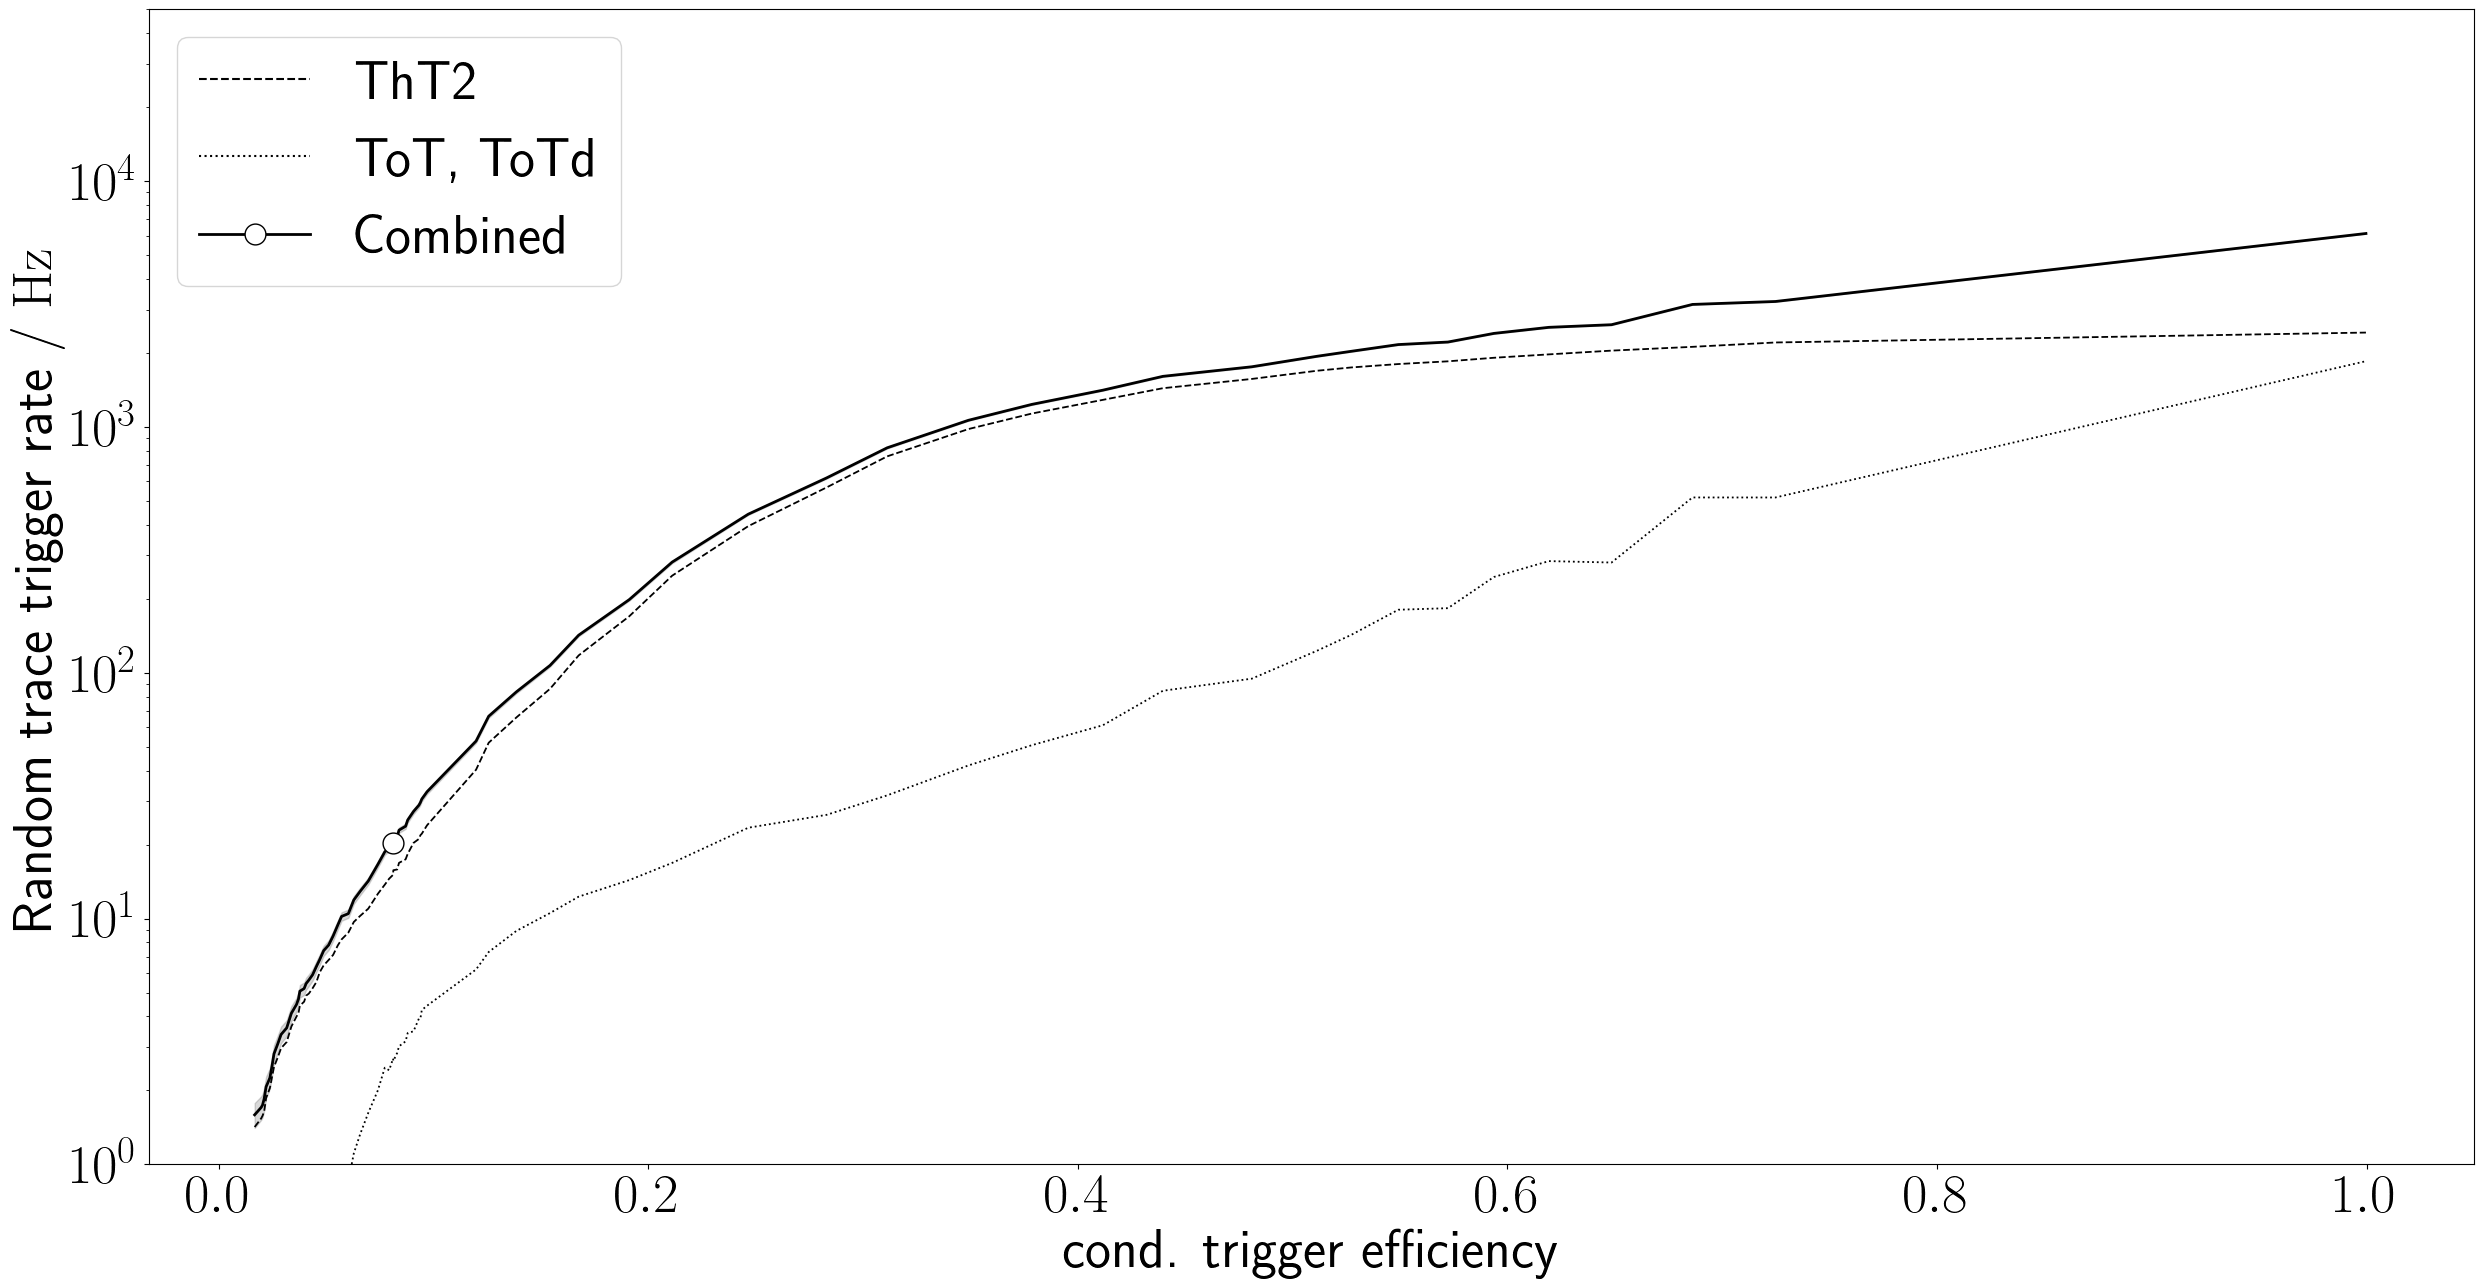 ThT2
ToT, ToTd
Combined
Random trace trigger rate / Hz
10^4
10^3
10^2
10^1
10^0
0.0 0.2 0.4 0.6 0.8 1.0
cond. trigger efficiency